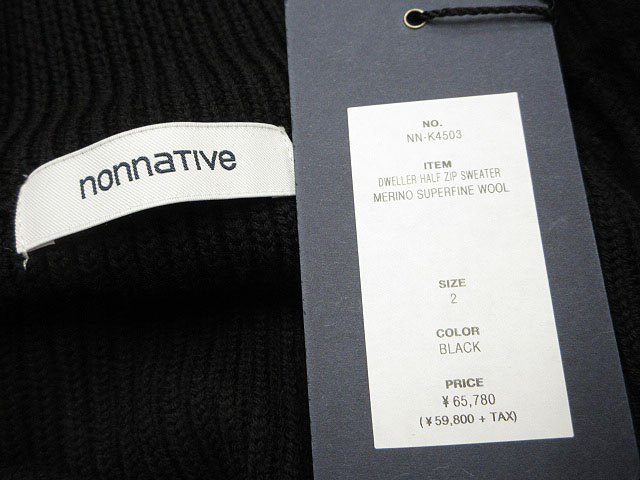 nonnaTive
NO.
NN-K4503
ITEM
DWELLER HALF ZIP SWEATER
MERINO SUPERFINE WOOL
SIZE
2
COLOR
BLACK
PRICE
¥ 65,780
(¥59,800 + TAX)